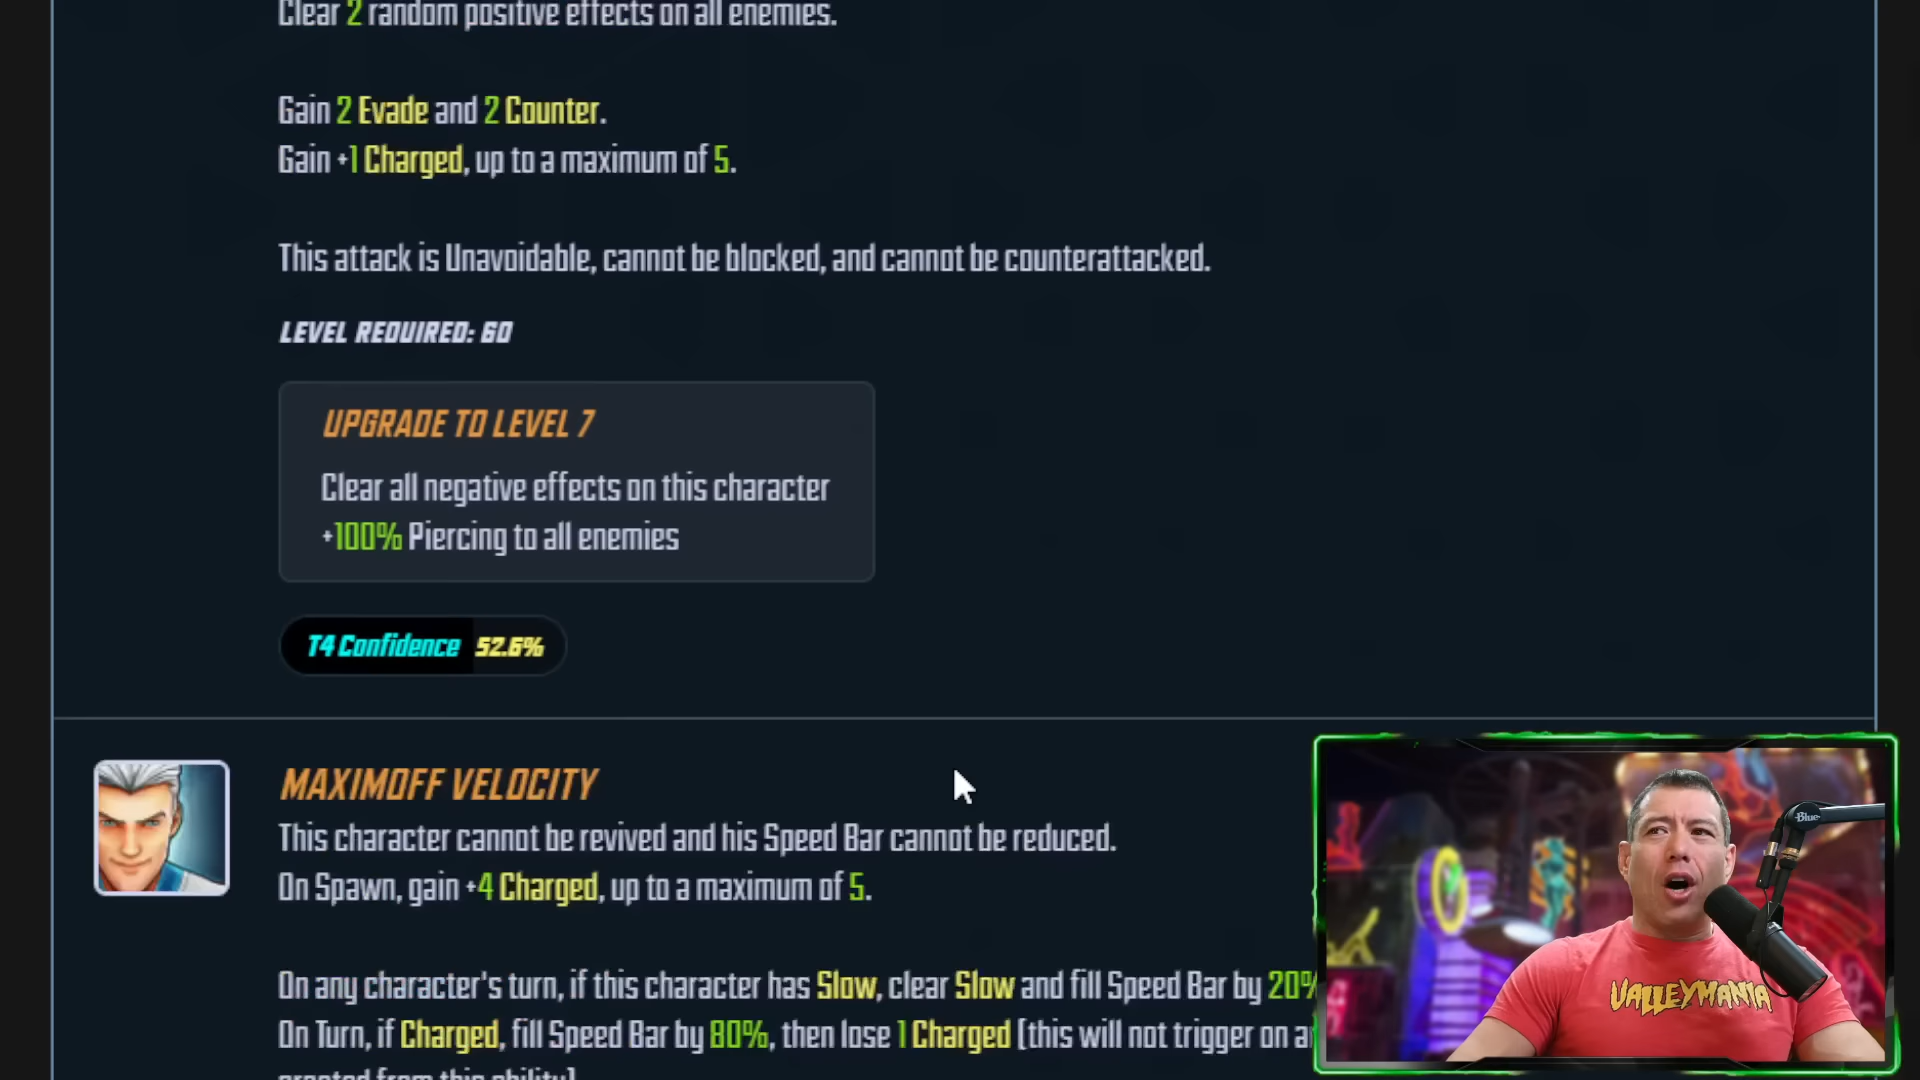 Clear 2 random positive effects on all enemies.
Gain 2 Evade and 2 Counter.
Gain +1 Charged, up to a maximum of 5.
This attack is Unavoidable, cannot be blocked, and cannot be counterattacked.
LEVEL REQUIRED: 60
UPGRADE TO LEVEL 7
Clear all negative effects on this character
+100% Piercing to all enemies
T4 Confidence 52.6%
MAXIMOFF VELOCITY
This character cannot be revived and his Speed Bar cannot be reduced.
On Spawn, gain +4 Charged, up to a maximum of 5.
On any character's turn, if this character has Slow, clear Slow and fill Speed Bar by 20%
On Turn, if Charged, fill Speed Bar by 80%, then lose 1 Charged [this will not trigger on
Blue
VALLEYMANIA